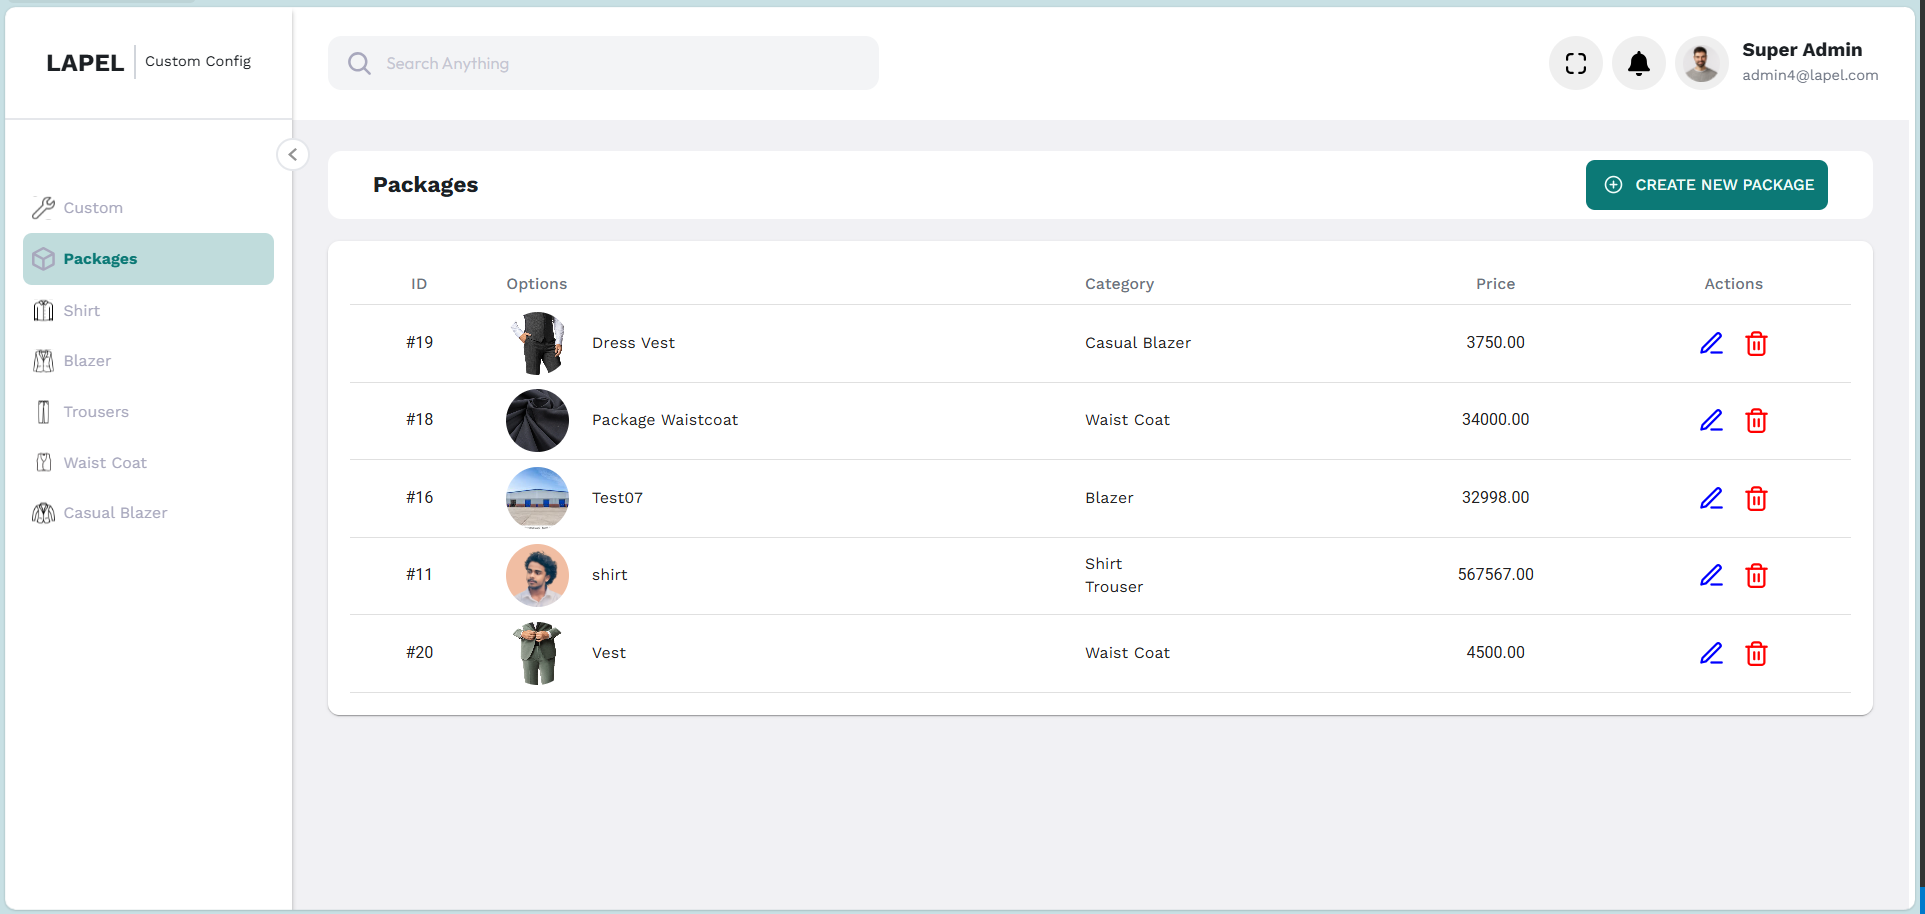 LAPEL
Custom Config
Search Anything
Super Admin
admin4@lapel.com
Custom
Packages
Shirt
Blazer
Trousers
Waist Coat
Casual Blazer
Packages
CREATE NEW PACKAGE
ID Options Category Price Actions
#19 Dress Vest Casual Blazer 3750.00
#18 Package Waistcoat Waist Coat 34000.00
#16 Test07 Blazer 32998.00
#11 shirt Shirt 567567.00
Trouser
#20 Vest Waist Coat 4500.00